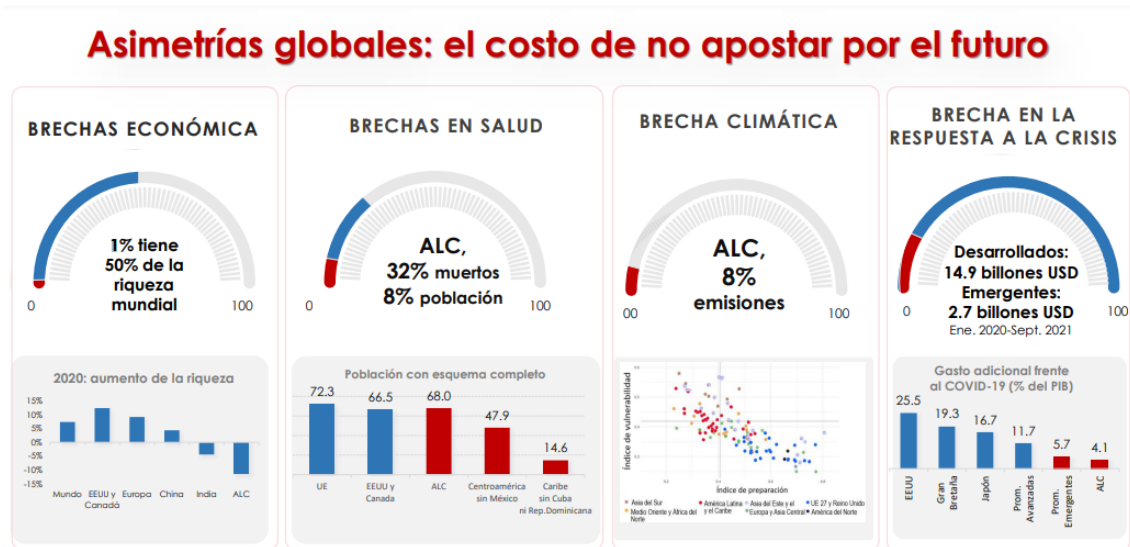 Asimetrías globales: el costo de no apostar por el futuro
BRECHAS ECONÓMICA
1% tiene
50% de la
riqueza
mundial
0
100
2020: aumento de la riqueza
15%
10%
5%
0%
-5%
-10%
-15%
Mundo
EEUU y
Canadá
Europa
China
India
ALC
BRECHAS EN SALUD
ALC,
32% muertos
8% población
0
100
Población con esquema completo
72.3
66.5
68.0
47.9
14.6
UE
EEUU y
Canada
ALC
Centroamérica
sin México
Caribe
sin Cuba
ni Rep.Dominicana
BRECHA CLIMÁTICA
ALC,
8%
emisiones
00
100
Índice de vulnerabilidad
Índice de preparación
Asia del Sur
América Latina
y el Caribe
Asia del Este y el
UE 27 y Reino Unido
Medio Oriente y África del
Norte
Europa y Asia Central
América del Norte
BRECHA EN LA
RESPUESTA A LA CRISIS
Desarrollados:
14.9 billones USD
Emergentes:
2.7 billones USD
Ene. 2020-Sept. 2021
0
100
Gasto adicional frente
al COVID-19 (% del PIB)
25.5
19.3
16.7
11.7
5.7
4.1
EEUU
Gran
Bretaña
Japón
Prom.
Avanzadas
Prom.
Emergentes
ALC